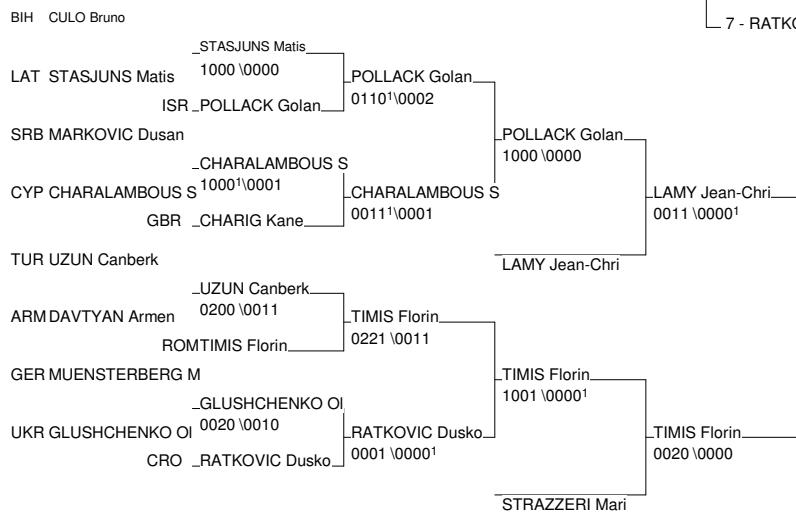 BIH CULO Bruno
7 - RATKO
STASJUNS Matis
1000 \0000
LAT STASJUNS Matis
POLLACK Golan
0110¹\0002
ISR POLLACK Golan
SRB MARKOVIC Dusan
POLLACK Golan
1000 \0000
CHARALAMBOUS S
1000¹\0001
CYP CHARALAMBOUS S
CHARALAMBOUS S
0011¹\0001
LAMY Jean-Chri
0011 \0000¹
GBR CHARIG Kane
TUR UZUN Canberk
LAMY Jean-Chri
UZUN Canberk
0200 \0011
ARM DAVTYAN Armen
TIMIS Florin
0221 \0011
ROM TIMIS Florin
GER MUENSTERBERG M
TIMIS Florin
1001 \0000¹
GLUSHCHENKO Ol
0020 \0010
UKR GLUSHCHENKO Ol
RATKOVIC Dusko
0001 \0000¹
TIMIS Florin
0020 \0000
CRO RATKOVIC Dusko
STRAZZERI Mari